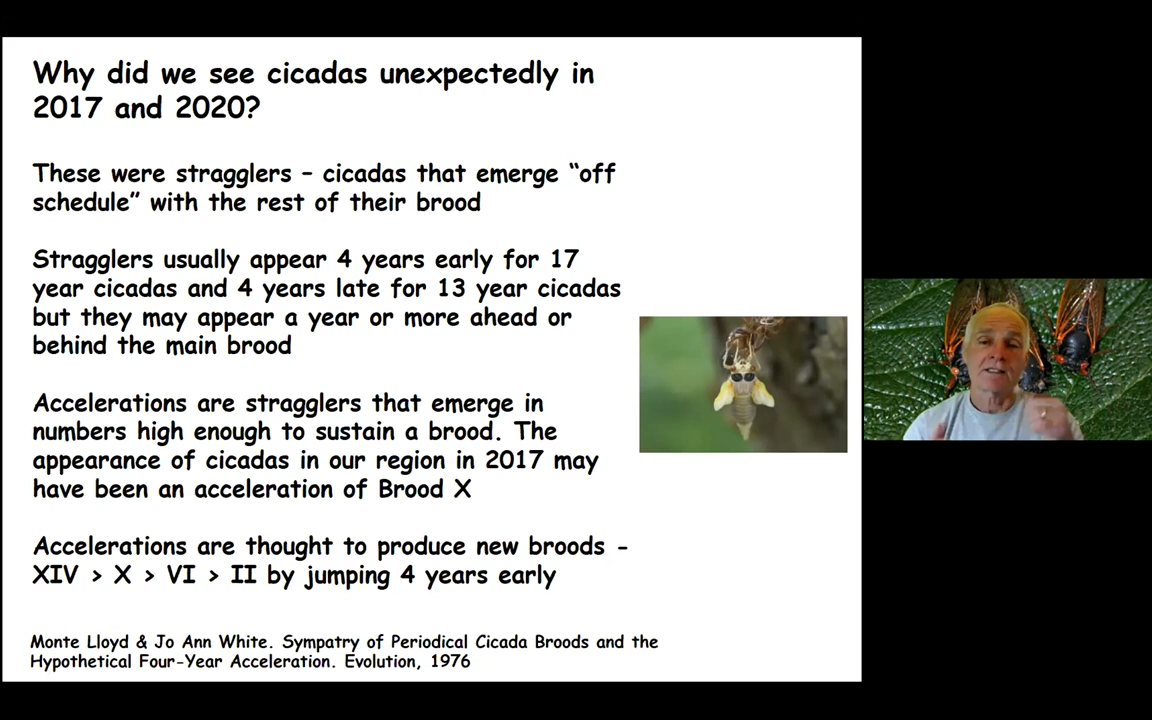 Why did we see cicadas unexpectedly in
2017 and 2020?
These were stragglers – cicadas that emerge “off
schedule” with the rest of their brood
Stragglers usually appear 4 years early for 17
year cicadas and 4 years late for 13 year cicadas
but they may appear a year or more ahead or
behind the main brood
Accelerations are stragglers that emerge in
numbers high enough to sustain a brood. The
appearance of cicadas in our region in 2017 may
have been an acceleration of Brood X
Accelerations are thought to produce new broods –
XIV > X > VI > II by jumping 4 years early
Monte Lloyd & Jo Ann White. Sympatry of Periodical Cicada Broods and the
Hypothetical Four-Year Acceleration. Evolution, 1976